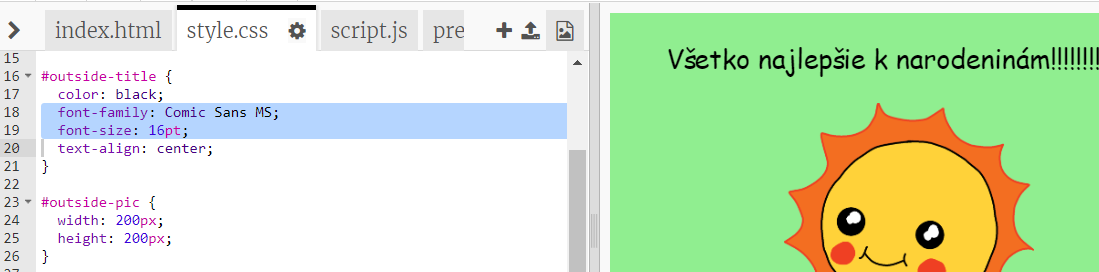 index.html style.css script.js pre
15
16 #outside-title {
17 color: black;
18 font-family: Comic Sans MS;
19 font-size: 16pt;
20 text-align: center;
21 }
22
23 #outside-pic {
24 width: 200px;
25 height: 200px;
26 }
Všetko najlepšie k narodeninám!!!!!!!!